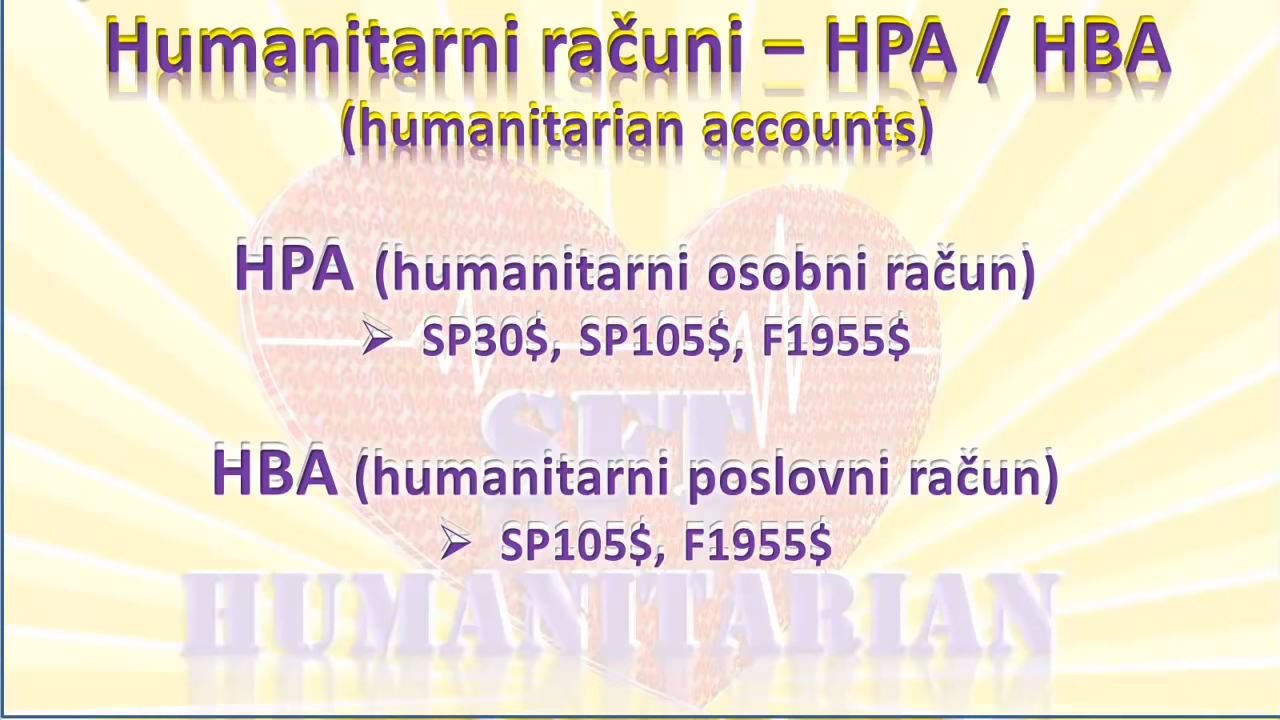 Humanitarni računi – HPA / HBA
(humanitarian accounts)
HPA (humanitarni osobni račun)
➢ SP30$, SP105$, F1955$
SFT
HBA (humanitarni poslovni račun)
➢ SP105$, F1955$
HUMANITARIAN